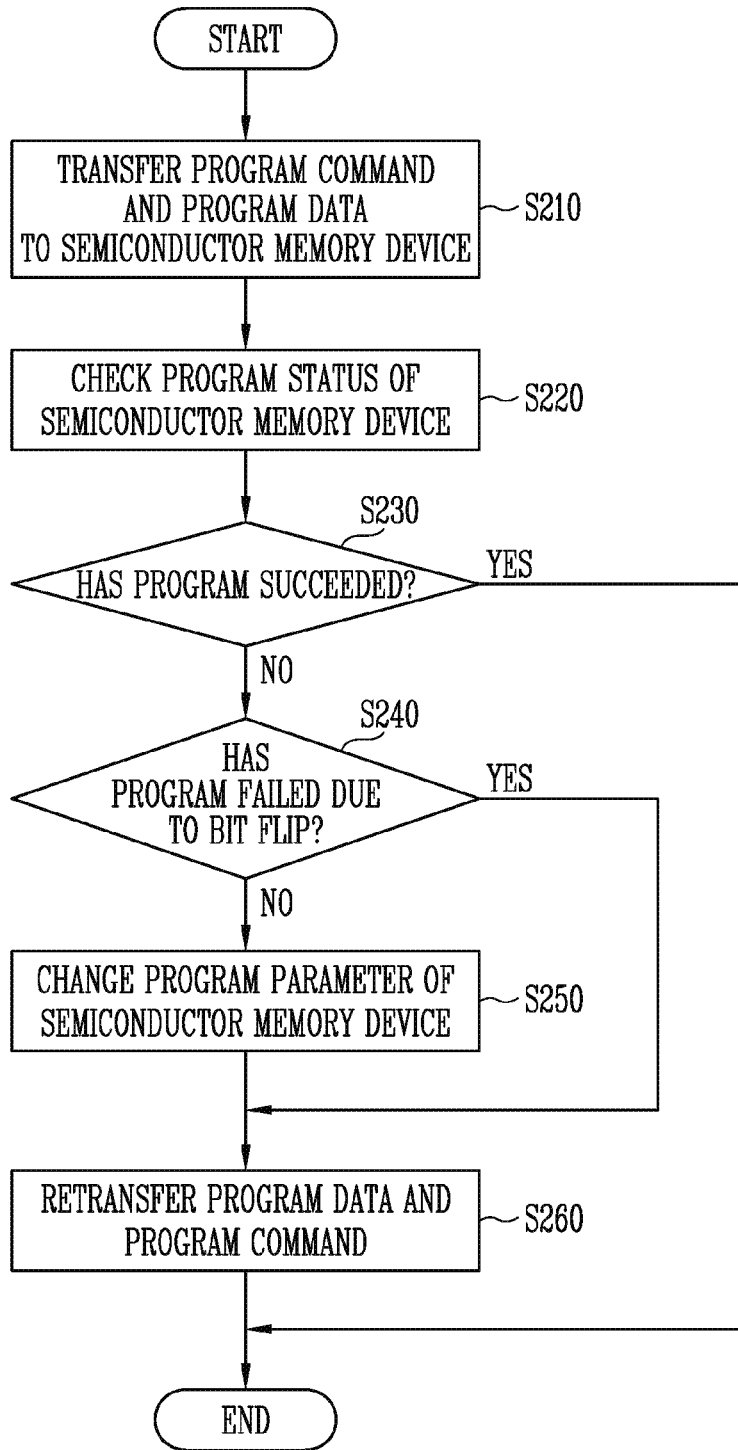 START
TRANSFER PROGRAM COMMAND
AND PROGRAM DATA
TO SEMICONDUCTOR MEMORY DEVICE
S210
CHECK PROGRAM STATUS OF
SEMICONDUCTOR MEMORY DEVICE
S220
S230
HAS PROGRAM SUCCEEDED?
YES
NO
S240
HAS
PROGRAM FAILED DUE
TO BIT FLIP?
YES
NO
CHANGE PROGRAM PARAMETER OF
SEMICONDUCTOR MEMORY DEVICE
S250
RETRANSFER PROGRAM DATA AND
PROGRAM COMMAND
S260
END